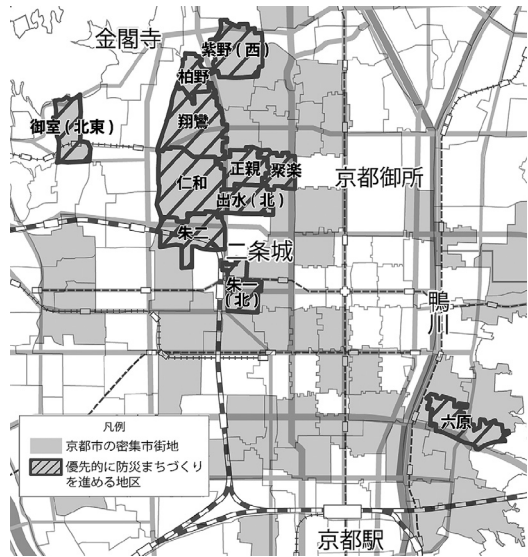 金閣寺
紫野(西)
柏野
御室(北東)
翔鸞
正親
聚楽
京都御所
仁和
出水(北)
朱二
二条城
朱一
(北)
鴨川
六原
凡例
京都市の密集市街地
優先的に防災まちづくり
を進める地区
京都駅